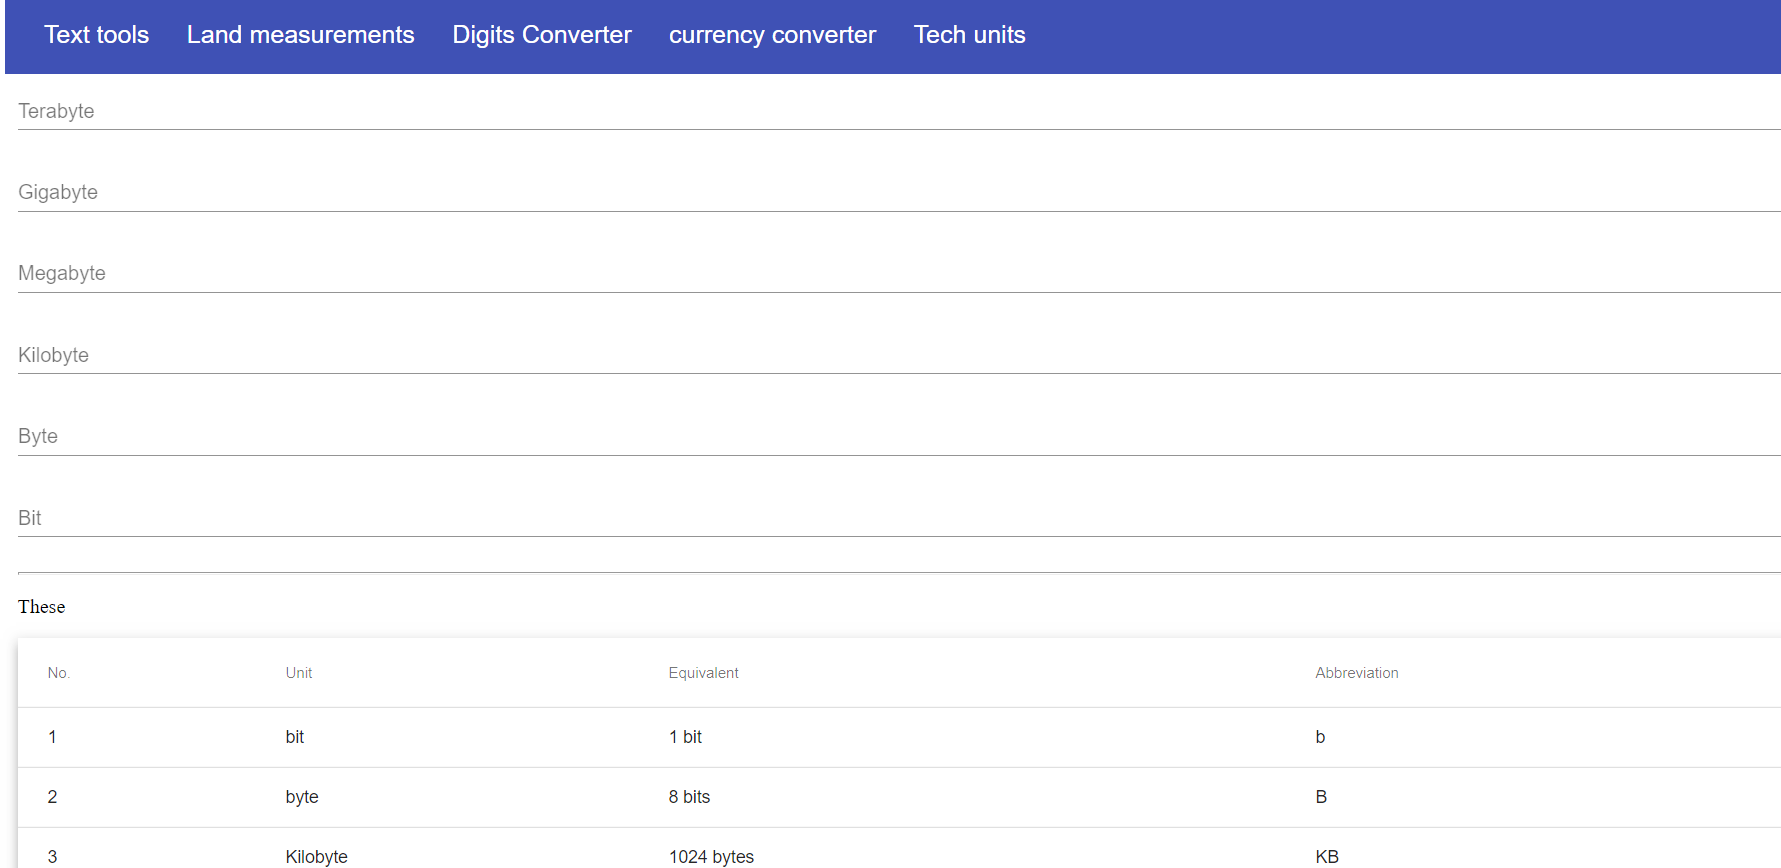 Text tools Land measurements Digits Converter currency converter Tech units
Terabyte
Gigabyte
Megabyte
Kilobyte
Byte
Bit
These
No. Unit Equivalent Abbreviation
1 bit 1 bit b
2 byte 8 bits B
3 Kilobyte 1024 bytes KB